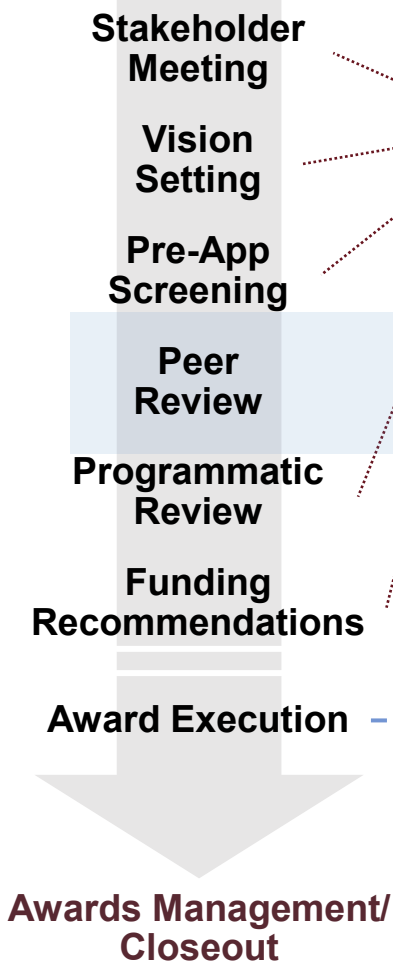 Stakeholder
Meeting
Vision
Setting
Pre-App
Screening
Peer
Review
Programmatic
Review
Funding
Recommendations
Award Execution
Awards Management/
Closeout